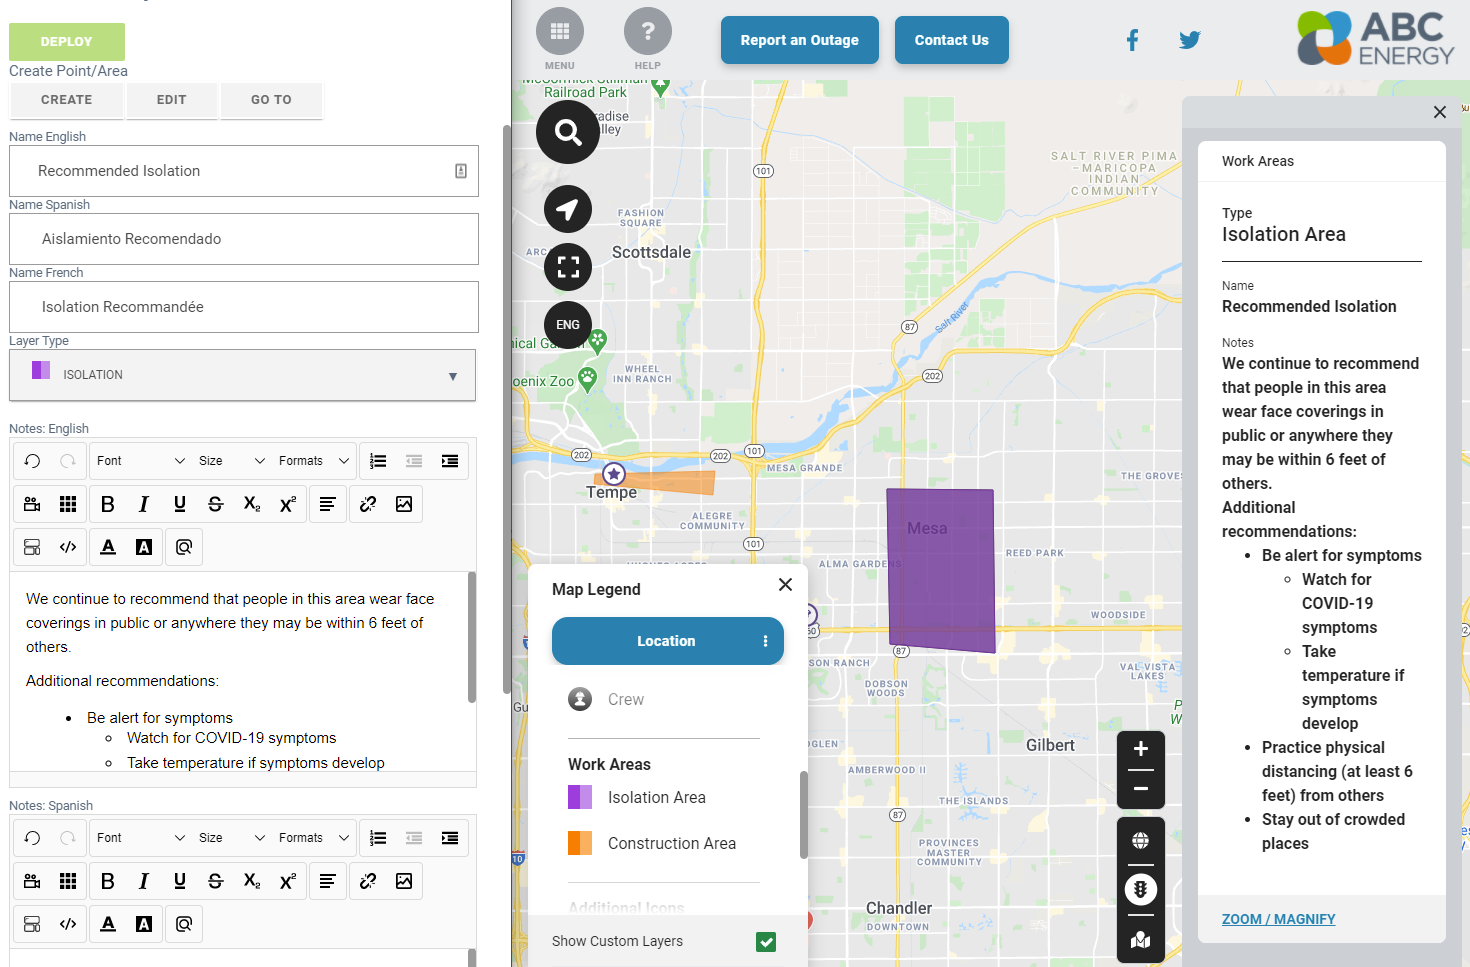 DEPLOY
Create Point/Area
CREATE
EDIT
GO TO
Name English
Recommended Isolation
Name Spanish
Aislamiento Recomendado
Name French
Isolation Recommandée
Layer Type
ISOLATION
Notes: English
Font
Size
Formats
We continue to recommend that people in this area wear face
coverings in public or anywhere they may be within 6 feet of
others.
Additional recommendations:
Be alert for symptoms
Watch for COVID-19 symptoms
Take temperature if symptoms develop
Notes: Spanish
Font
Size
Formats
MENU
HELP
Report an Outage
Contact Us
ABC
ENERGY
Railroad Park
101
SALT RIVER PIMA
–MARICOPA
INDIAN
COMMUNITY
FASHION
SQUARE
Scottsdale
ENG
87
Salt River
oenix Zoo
WHEEL
INN RANCH
202
202
202
101
MESA GRANDE
Tempe
ALEGRE
COMMUNITY
Mesa
101
REED PARK
ALMA GARDENS
WOODSIDE
87
DOBSON
WOODS
VAL VISTA
LAKES
Gilbert
AMBERWOOD II
THE ISLANDS
87
PROVINCES
MASTER
COMMUNITY
Chandler
DOWNTOWN
10
Map Legend
Location
Crew
Work Areas
Isolation Area
Construction Area
Additional Icons
Show Custom Layers
Work Areas
Type
Isolation Area
Name
Recommended Isolation
Notes
We continue to recommend
that people in this area
wear face coverings in
public or anywhere they
may be within 6 feet of
others.
Additional
recommendations:
Be alert for symptoms
Watch for
COVID-19
symptoms
Take
temperature if
symptoms
develop
Practice physical
distancing (at least 6
feet) from others
Stay out of crowded
places
ZOOM / MAGNIFY